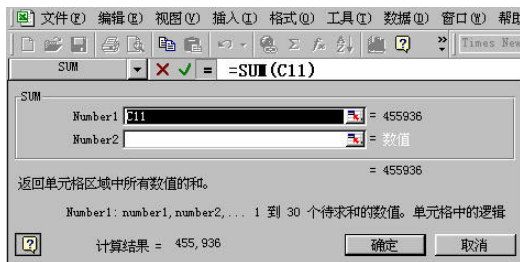 文件(F) 编辑(E) 视图(V) 插入(I) 格式(O) 工具(T) 数据(D) 窗口(W) 帮助
Times New
SUM = =SUM(C11)
SUM
Number1 C11 = 455936
Number2 = 数值
= 455936
返回单元格区域中所有数值的和。
Number1: number1,number2,... 1 到 30 个待求和的数值。单元格中的逻辑
计算结果 = 455,936 确定 取消